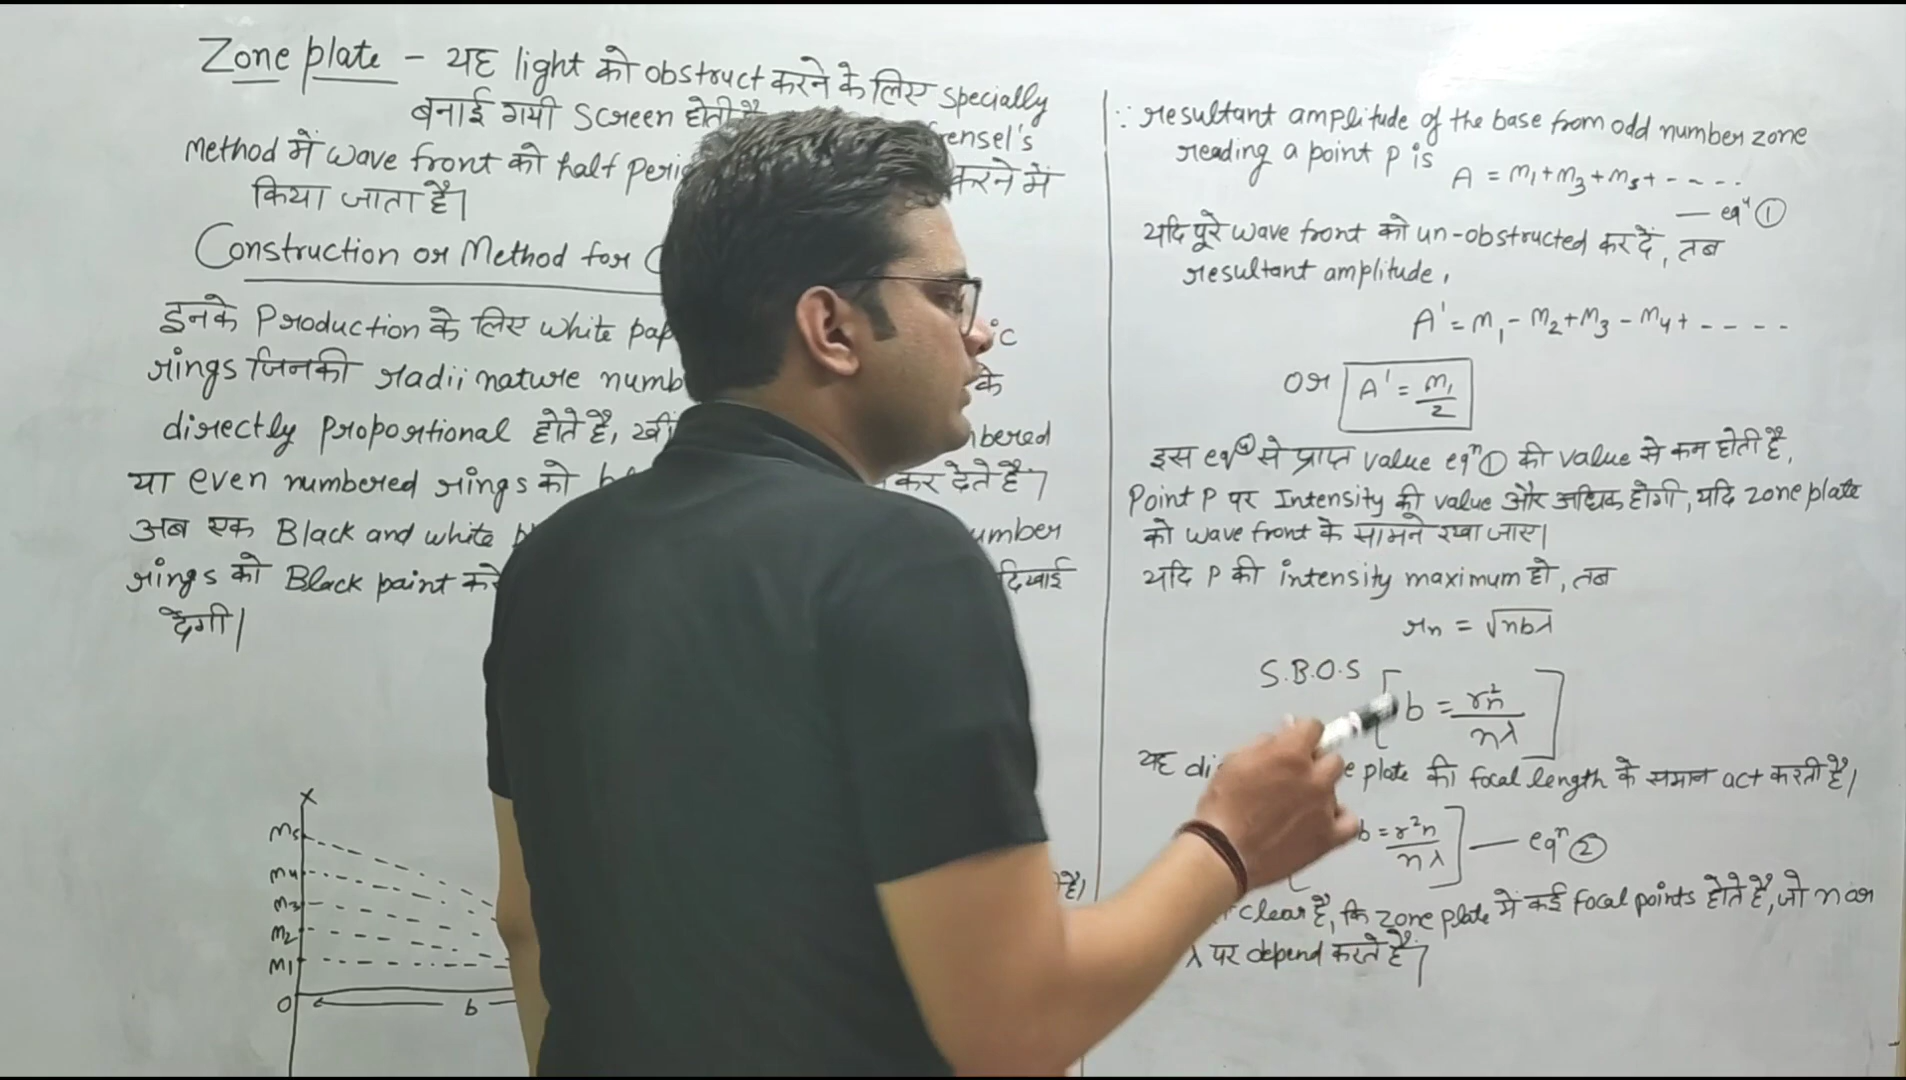 Zone plate - यह light को obstruct करने के लिए specially
बनाई गयी screen होती है
ensel's
Method में wave front को half peri करने में
किया जाता है।
Construction or Method for C
इनके Production के लिए white pap ic
rings जिनकी radii nature numb के
directly proportional होते है, खीं bered
या even numbered rings को b कर देते है।
अब एक Black and white b umber
rings को Black paint करे दिखाई
देंगी।
X
M5
M4
M3
M2
M1
O
b
है।
∵ resultant amplitude of the base from odd number zone
reading a point p is
A = m₁+m₃+m₅+ - - - -
— eqⁿ ①
यदि पूरे wave front को un-obstructed कर दें, तब
resultant amplitude,
A' = m₁ - m₂+m₃ - m₄+ - - - -
or A' = m₁/2
इस eqⁿ से प्राप्त value eqⁿ① की value से कम होती है,
Point P पर Intensity की value और अधिक होगी, यदि zone plate
को wave front के सामने रखा जाए।
यदि P की intensity maximum हो, तब
rn = √nbλ
S.B.O.S [ b = rn²/nλ ]
यह di e plate की focal length के समान act करती है।
b = r²n/nλ ] — eqⁿ ②
clear है, कि zone plate में कई focal points होते है, जो n or
λ पर depend करते है।